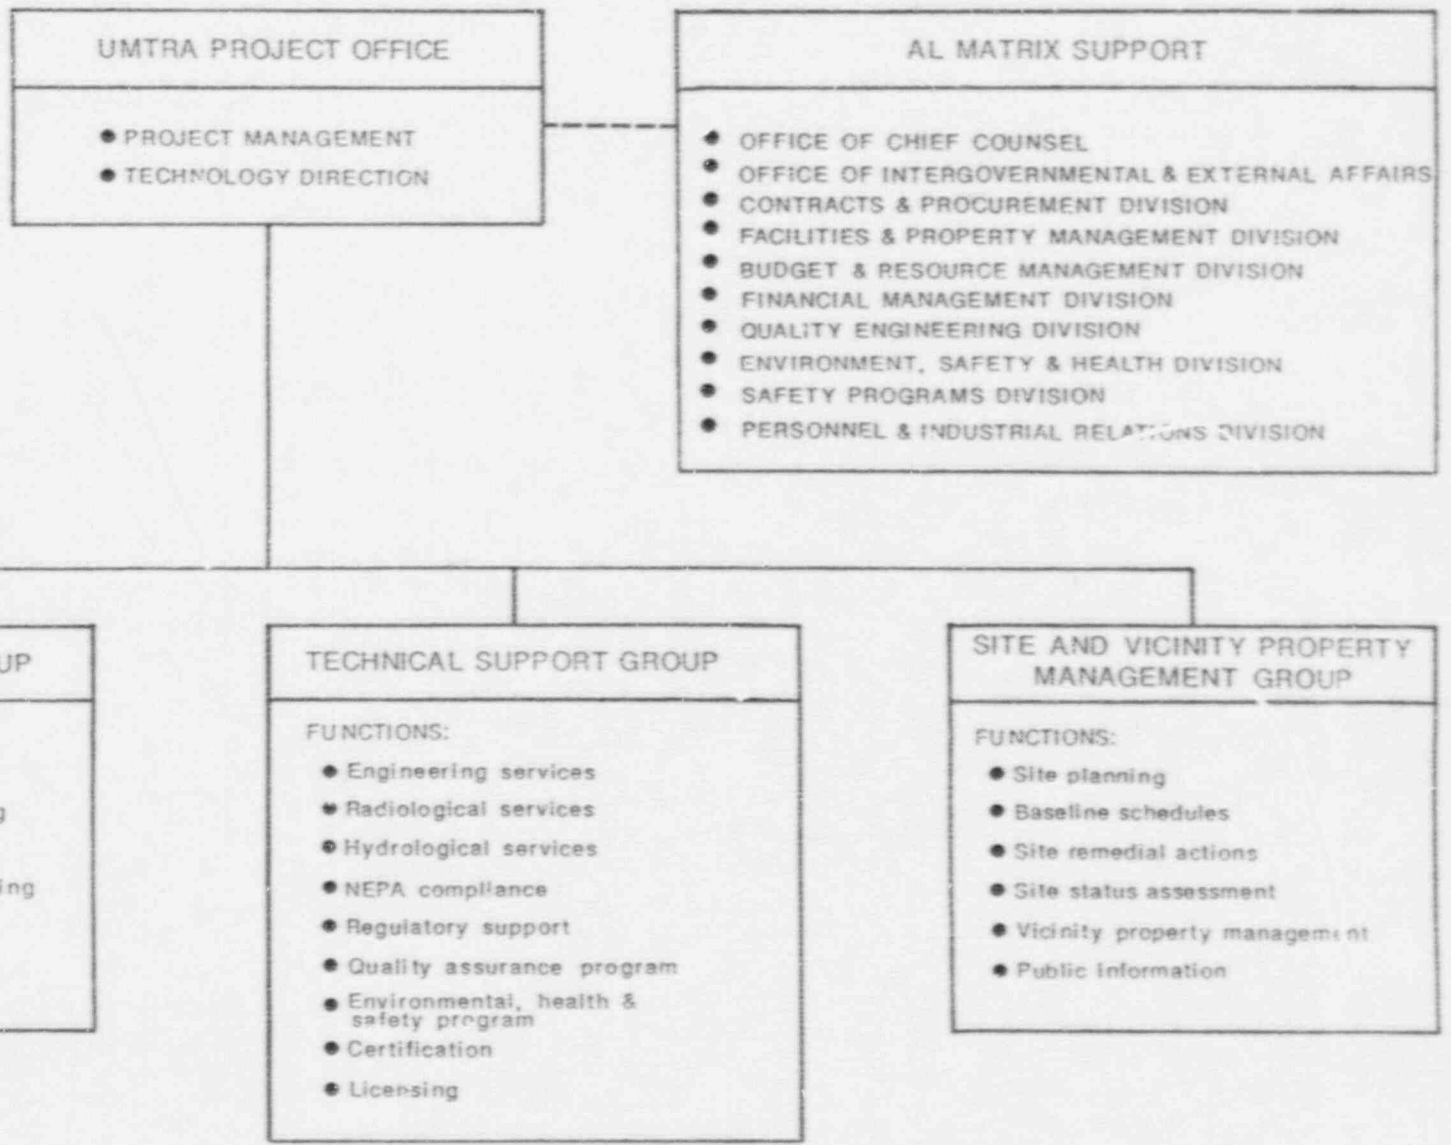 UMTRA PROJECT OFFICE
● PROJECT MANAGEMENT
● TECHNOLOGY DIRECTION
AL MATRIX SUPPORT
● OFFICE OF CHIEF COUNSEL
● OFFICE OF INTERGOVERNMENTAL & EXTERNAL AFFAIRS
● CONTRACTS & PROCUREMENT DIVISION
● FACILITIES & PROPERTY MANAGEMENT DIVISION
● BUDGET & RESOURCE MANAGEMENT DIVISION
● FINANCIAL MANAGEMENT DIVISION
● QUALITY ENGINEERING DIVISION
● ENVIRONMENT, SAFETY & HEALTH DIVISION
● SAFETY PROGRAMS DIVISION
● PERSONNEL & INDUSTRIAL RELATIONS DIVISION
UP
g
ing
TECHNICAL SUPPORT GROUP
FUNCTIONS:
● Engineering services
● Radiological services
● Hydrological services
● NEPA compliance
● Regulatory support
● Quality assurance program
● Environmental, health &
safety program
● Certification
● Licensing
SITE AND VICINITY PROPERTY
MANAGEMENT GROUP
FUNCTIONS:
● Site planning
● Baseline schedules
● Site remedial actions
● Site status assessment
● Vicinity property management
● Public information